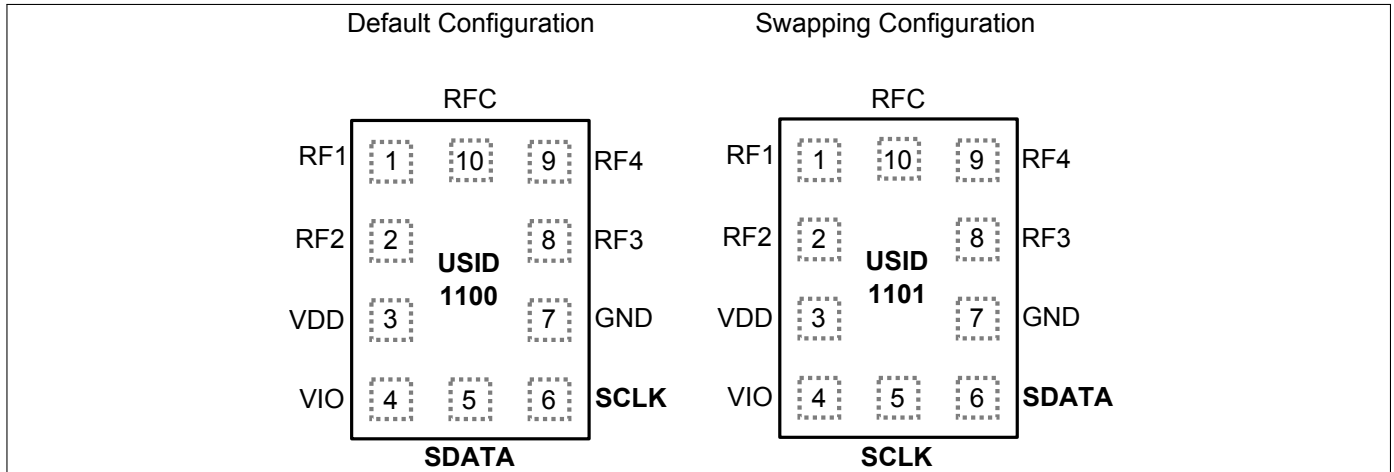 Default Configuration
Swapping Configuration
RFC
RF1 1 10 9 RF4
RF2 2 8 RF3
USID
1100
VDD 3 7 GND
VIO 4 5 6 SCLK
SDATA
RFC
RF1 1 10 9 RF4
RF2 2 8 RF3
USID
1101
VDD 3 7 GND
VIO 4 5 6 SDATA
SCLK